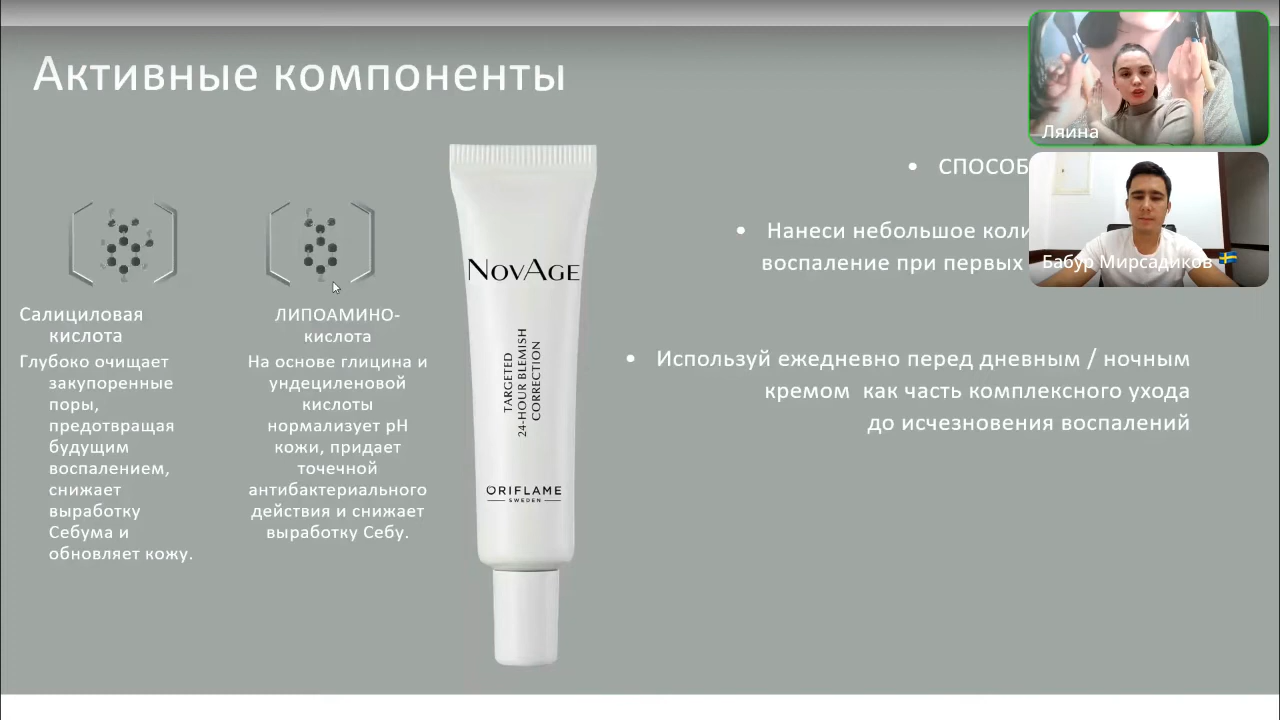 Активные компоненты
Салициловая
кислота
Глубоко очищает
закупоренные
поры,
предотвращая
будущим
воспалением,
снижает
выработку
Себума и
обновляет кожу.
ЛИПОАМИНО-
кислота
На основе глицина и
ундециленовой
кислоты
нормализует pH
кожи, придает
точечной
антибактериального
действия и снижает
выработку Себу.
NOVAGE
TARGETED
24-HOUR BLEMISH
CORRECTION
ORIFLAME
SWEDEN
• СПОСОБ
• Нанеси небольшое
воспаление при первых
• Используй ежедневно перед дневным / ночным
кремом как часть комплексного ухода
до исчезновения воспалений
Ляина
Бабур Мирсадиков